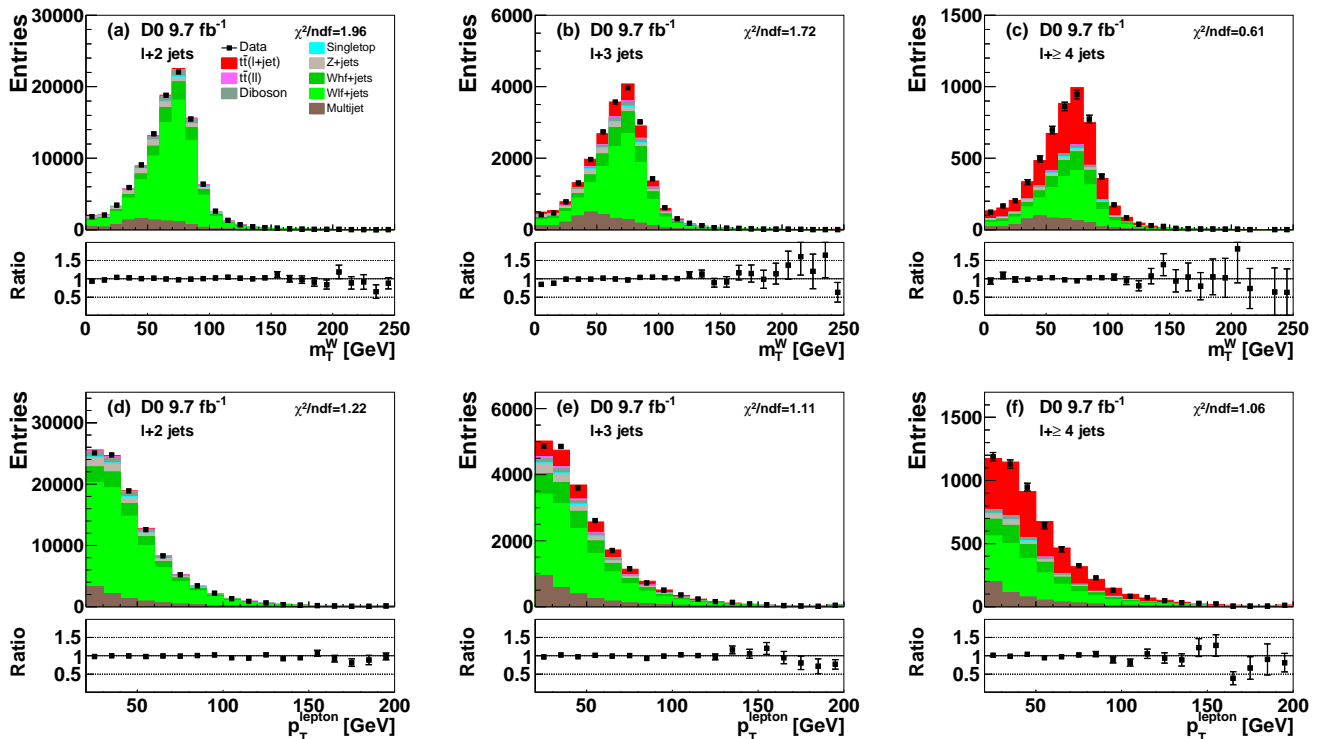 Entries
30000
20000
10000
0
(a) D0 9.7 fb⁻¹
l+2 jets
χ²/ndf=1.96
Data
tt̄(l+jet)
tt̄(ll)
Diboson
Singletop
Z+jets
Whf+jets
Wlf+jets
Multijet
Ratio
1.5
1
0.5
0 50 100 150 200 250
m_T^W [GeV]
Entries
6000
4000
2000
0
(b) D0 9.7 fb⁻¹
l+3 jets
χ²/ndf=1.72
Ratio
1.5
1
0.5
0 50 100 150 200 250
m_T^W [GeV]
Entries
1500
1000
500
0
(c) D0 9.7 fb⁻¹
l+≥ 4 jets
χ²/ndf=0.61
Ratio
1.5
1
0.5
0 50 100 150 200 250
m_T^W [GeV]
Entries
30000
20000
10000
0
(d) D0 9.7 fb⁻¹
l+2 jets
χ²/ndf=1.22
Ratio
1.5
1
0.5
50 100 150 200
p_T^lepton [GeV]
Entries
6000
4000
2000
0
(e) D0 9.7 fb⁻¹
l+3 jets
χ²/ndf=1.11
Ratio
1.5
1
0.5
50 100 150 200
p_T^lepton [GeV]
Entries
1500
1000
500
0
(f) D0 9.7 fb⁻¹
l+≥ 4 jets
χ²/ndf=1.06
Ratio
1.5
1
0.5
50 100 150 200
p_T^lepton [GeV]